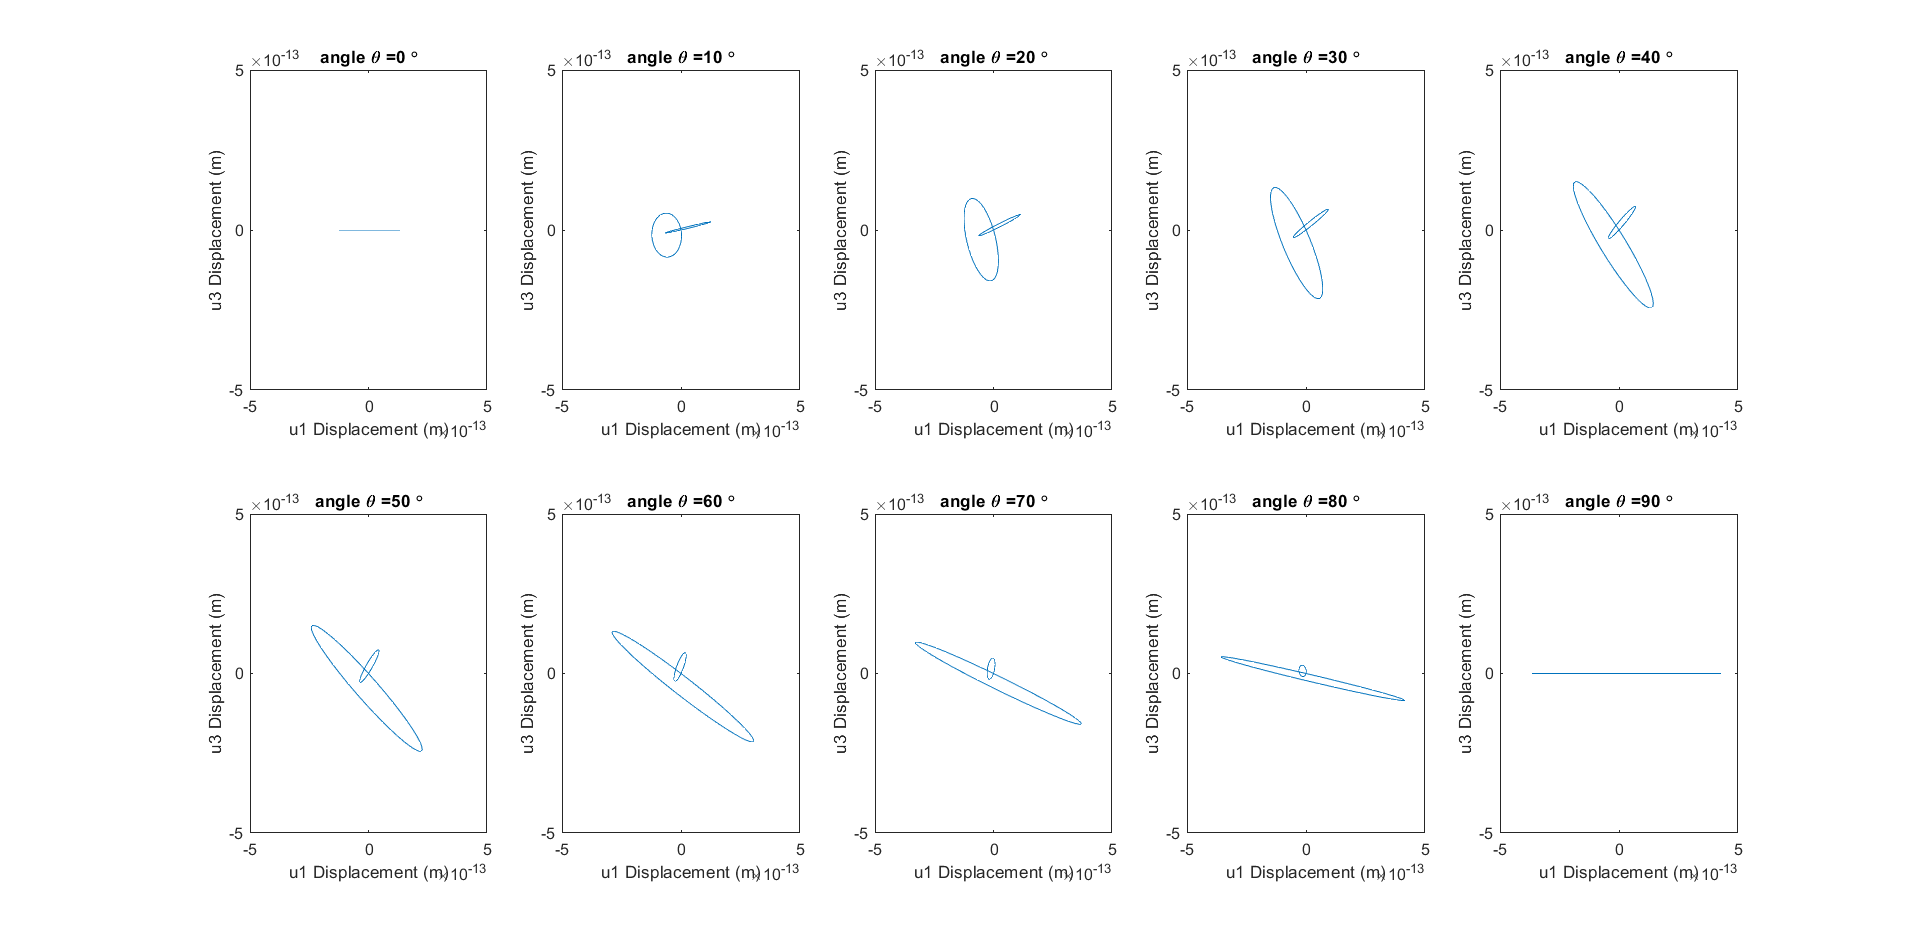 ×10-13 angle θ =0 ° ×10-13 angle θ =10 ° ×10-13 angle θ =20 ° ×10-13 angle θ =30 ° ×10-13 angle θ =40 °
5 5 5 5 5
u3 Displacement (m) u3 Displacement (m) u3 Displacement (m) u3 Displacement (m) u3 Displacement (m)
0 0 0 0 0
-5 -5 -5 -5 -5
-5 0 5 -5 0 5 -5 0 5 -5 0 5 -5 0 5
u1 Displacement (m) ×10-13 u1 Displacement (m) ×10-13 u1 Displacement (m) ×10-13 u1 Displacement (m) ×10-13 u1 Displacement (m) ×10-13
×10-13 angle θ =50 ° ×10-13 angle θ =60 ° ×10-13 angle θ =70 ° ×10-13 angle θ =80 ° ×10-13 angle θ =90 °
5 5 5 5 5
u3 Displacement (m) u3 Displacement (m) u3 Displacement (m) u3 Displacement (m) u3 Displacement (m)
0 0 0 0 0
-5 -5 -5 -5 -5
-5 0 5 -5 0 5 -5 0 5 -5 0 5 -5 0 5
u1 Displacement (m) ×10-13 u1 Displacement (m) ×10-13 u1 Displacement (m) ×10-13 u1 Displacement (m) ×10-13 u1 Displacement (m) ×10-13